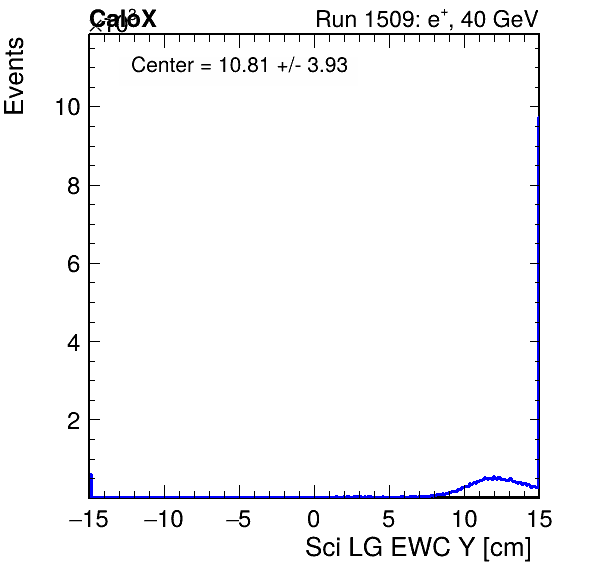 CaloX
×10³
Run 1509: e⁺, 40 GeV
Center = 10.81 +/- 3.93
Events
10
8
6
4
2
−15 −10 −5 0 5 10 15
Sci LG EWC Y [cm]